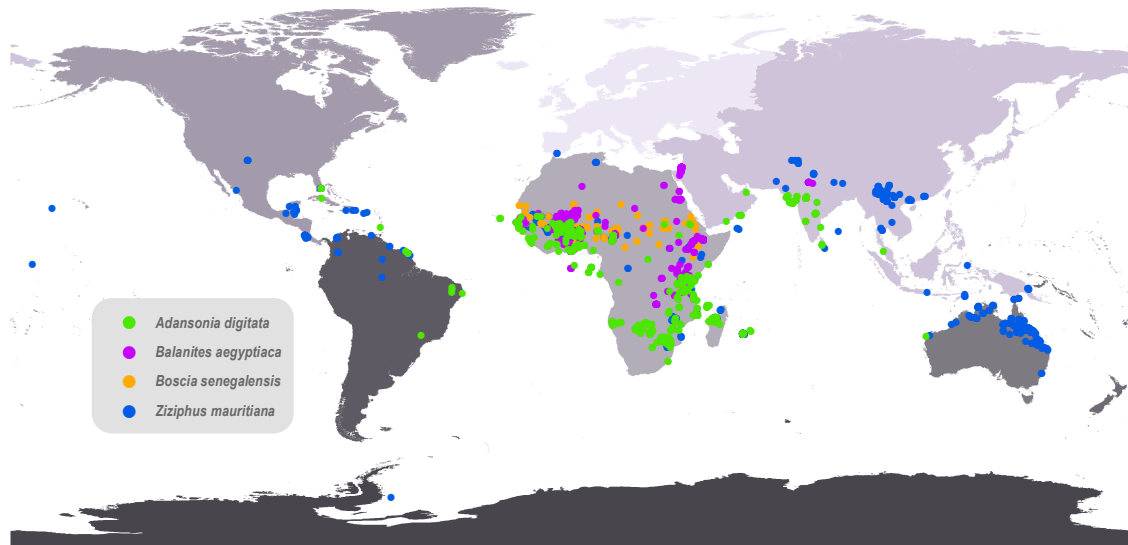 Adansonia digitata
Balanites aegyptiaca
Boscia senegalensis
Ziziphus mauritiana